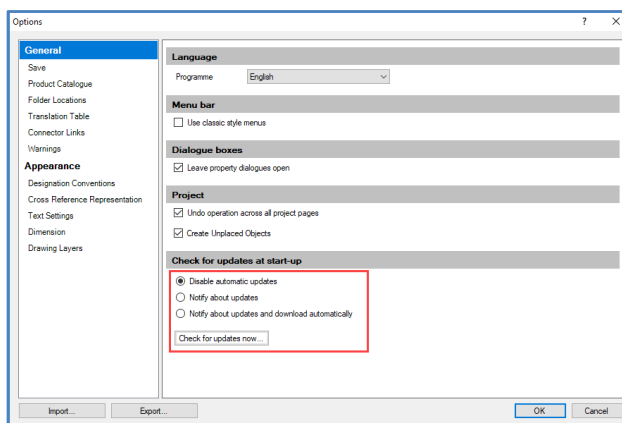 Options
?
General
Save
Product Catalogue
Folder Locations
Translation Table
Connector Links
Warnings
Appearance
Designation Conventions
Cross Reference Representation
Text Settings
Dimension
Drawing Layers
Language
Programme English
Menu bar
Use classic style menus
Dialogue boxes
Leave property dialogues open
Project
Undo operation across all project pages
Create Unplaced Objects
Check for updates at start-up
Disable automatic updates
Notify about updates
Notify about updates and download automatically
Check for updates now...
Import... Export... OK Cancel